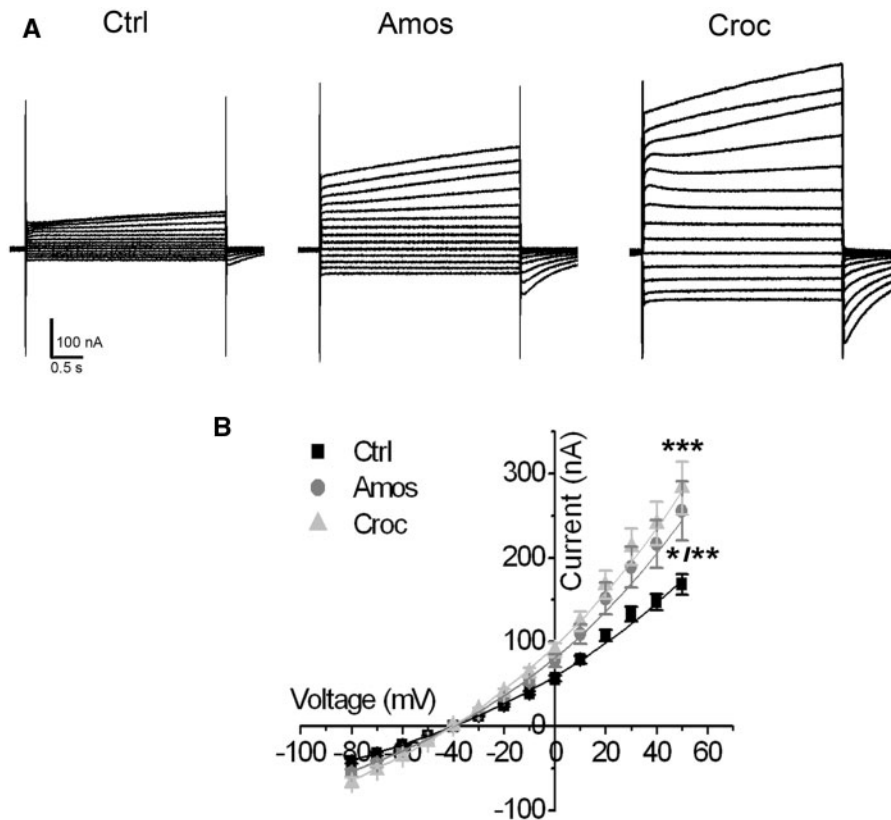 A
Ctrl
Amos
Croc
100 nA
0.5 s
B
Ctrl
Amos
Croc
Current (nA)
300
200
100
0
-100
***
*/**
Voltage (mV)
-100 -80 -60 -40 -20 0 20 40 60